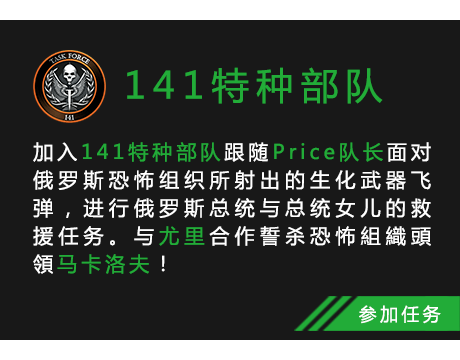 TASK FORCE
141
141特种部队
加入141特种部队跟随Price队长面对
俄罗斯恐怖组织所射出的生化武器飞
弹，进行俄罗斯总统与总统女儿的救
援任务。与尤里合作誓杀恐怖組織頭
領马卡洛夫！
参加任务